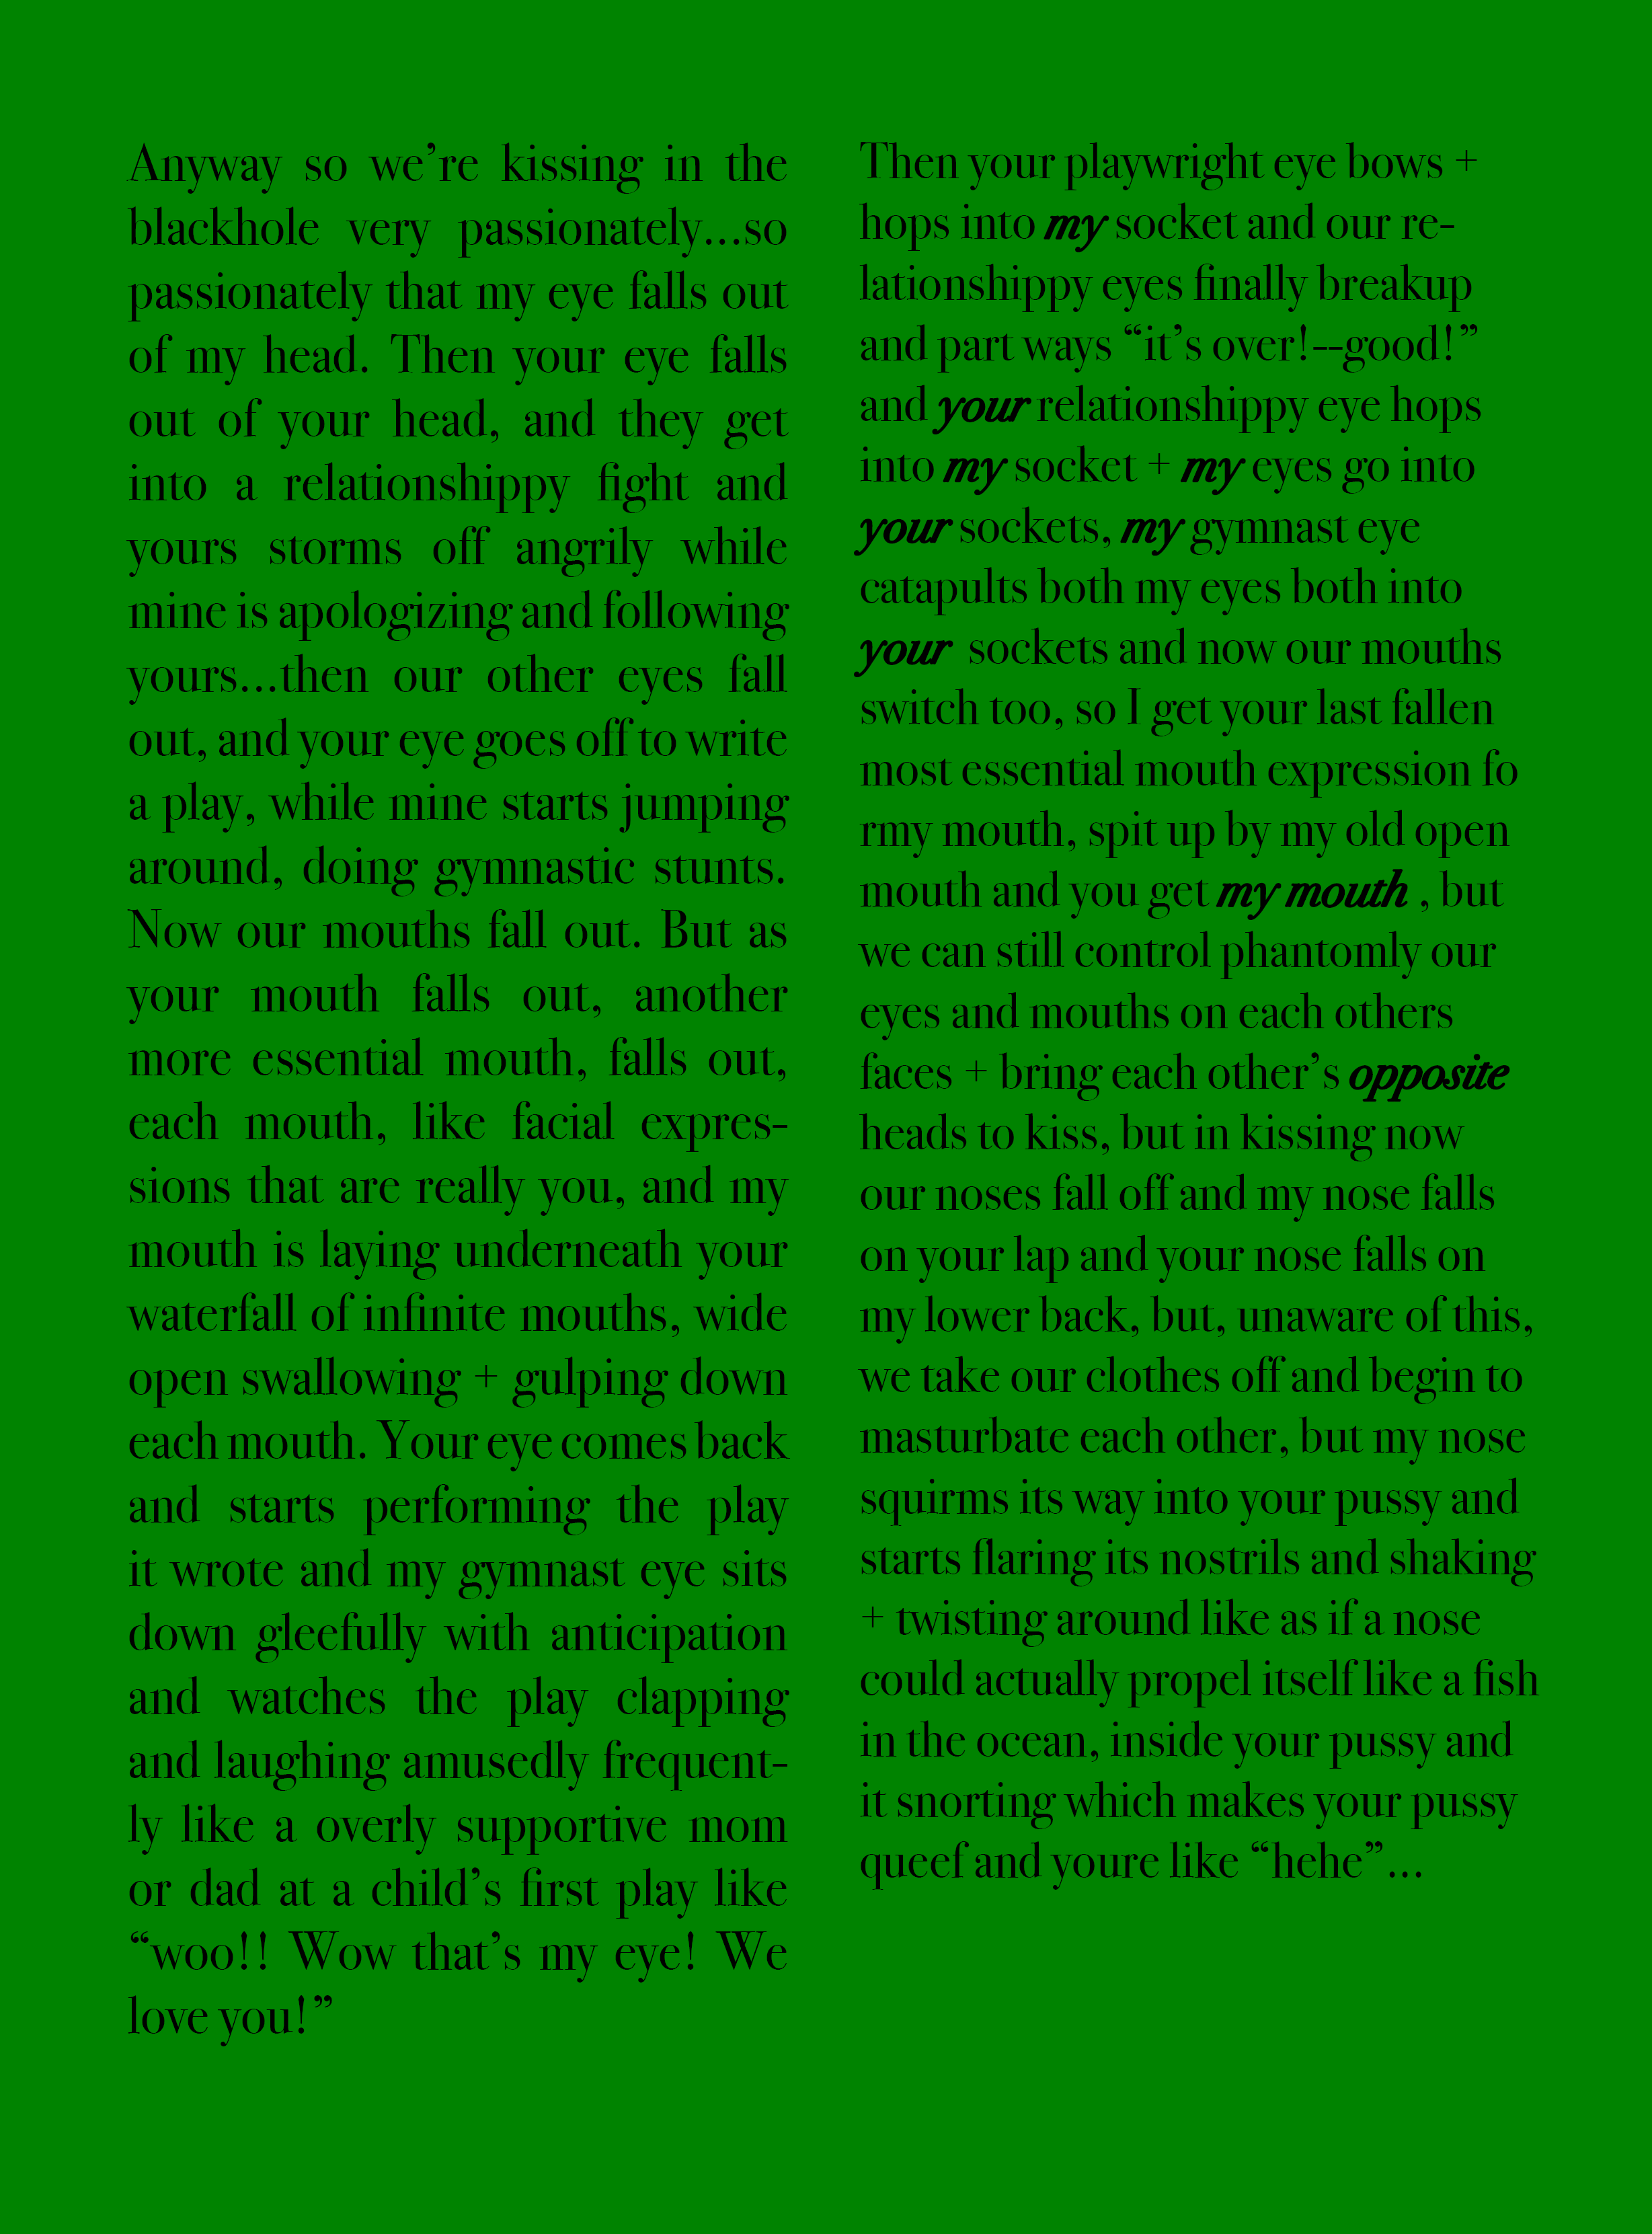 Anyway so we’re kissing in the
blackhole very passionately...so
passionately that my eye falls out
of my head. Then your eye falls
out of your head, and they get
into a relationshippy fight and
yours storms off angrily while
mine is apologizing and following
yours...then our other eyes fall
out, and your eye goes off to write
a play, while mine starts jumping
around, doing gymnastic stunts.
Now our mouths fall out. But as
your mouth falls out, another
more essential mouth, falls out,
each mouth, like facial expres-
sions that are really you, and my
mouth is laying underneath your
waterfall of infinite mouths, wide
open swallowing + gulping down
each mouth. Your eye comes back
and starts performing the play
it wrote and my gymnast eye sits
down gleefully with anticipation
and watches the play clapping
and laughing amusedly frequent-
ly like a overly supportive mom
or dad at a child’s first play like
“woo!! Wow that’s my eye! We
love you!”
Then your playwright eye bows +
hops into my socket and our re-
lationshippy eyes finally breakup
and part ways “it’s over!--good!”
and your relationshippy eye hops
into my socket + my eyes go into
your sockets, my gymnast eye
catapults both my eyes both into
your sockets and now our mouths
switch too, so I get your last fallen
most essential mouth expression fo
rmy mouth, spit up by my old open
mouth and you get my mouth , but
we can still control phantomly our
eyes and mouths on each others
faces + bring each other’s opposite
heads to kiss, but in kissing now
our noses fall off and my nose falls
on your lap and your nose falls on
my lower back, but, unaware of this,
we take our clothes off and begin to
masturbate each other, but my nose
squirms its way into your pussy and
starts flaring its nostrils and shaking
+ twisting around like as if a nose
could actually propel itself like a fish
in the ocean, inside your pussy and
it snorting which makes your pussy
queef and youre like “hehe”...